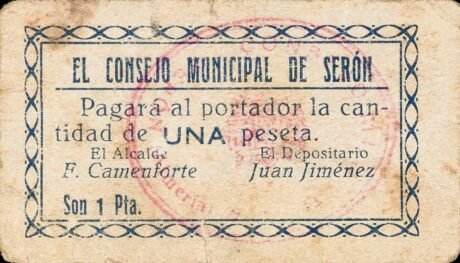 EL CONSEJO MUNICIPAL DE SERÓN
Pagará al portador la can-
tidad de UNA peseta.
El Alcalde El Depositario
F. Camenforte Juan Jiménez
Son 1 Pta.